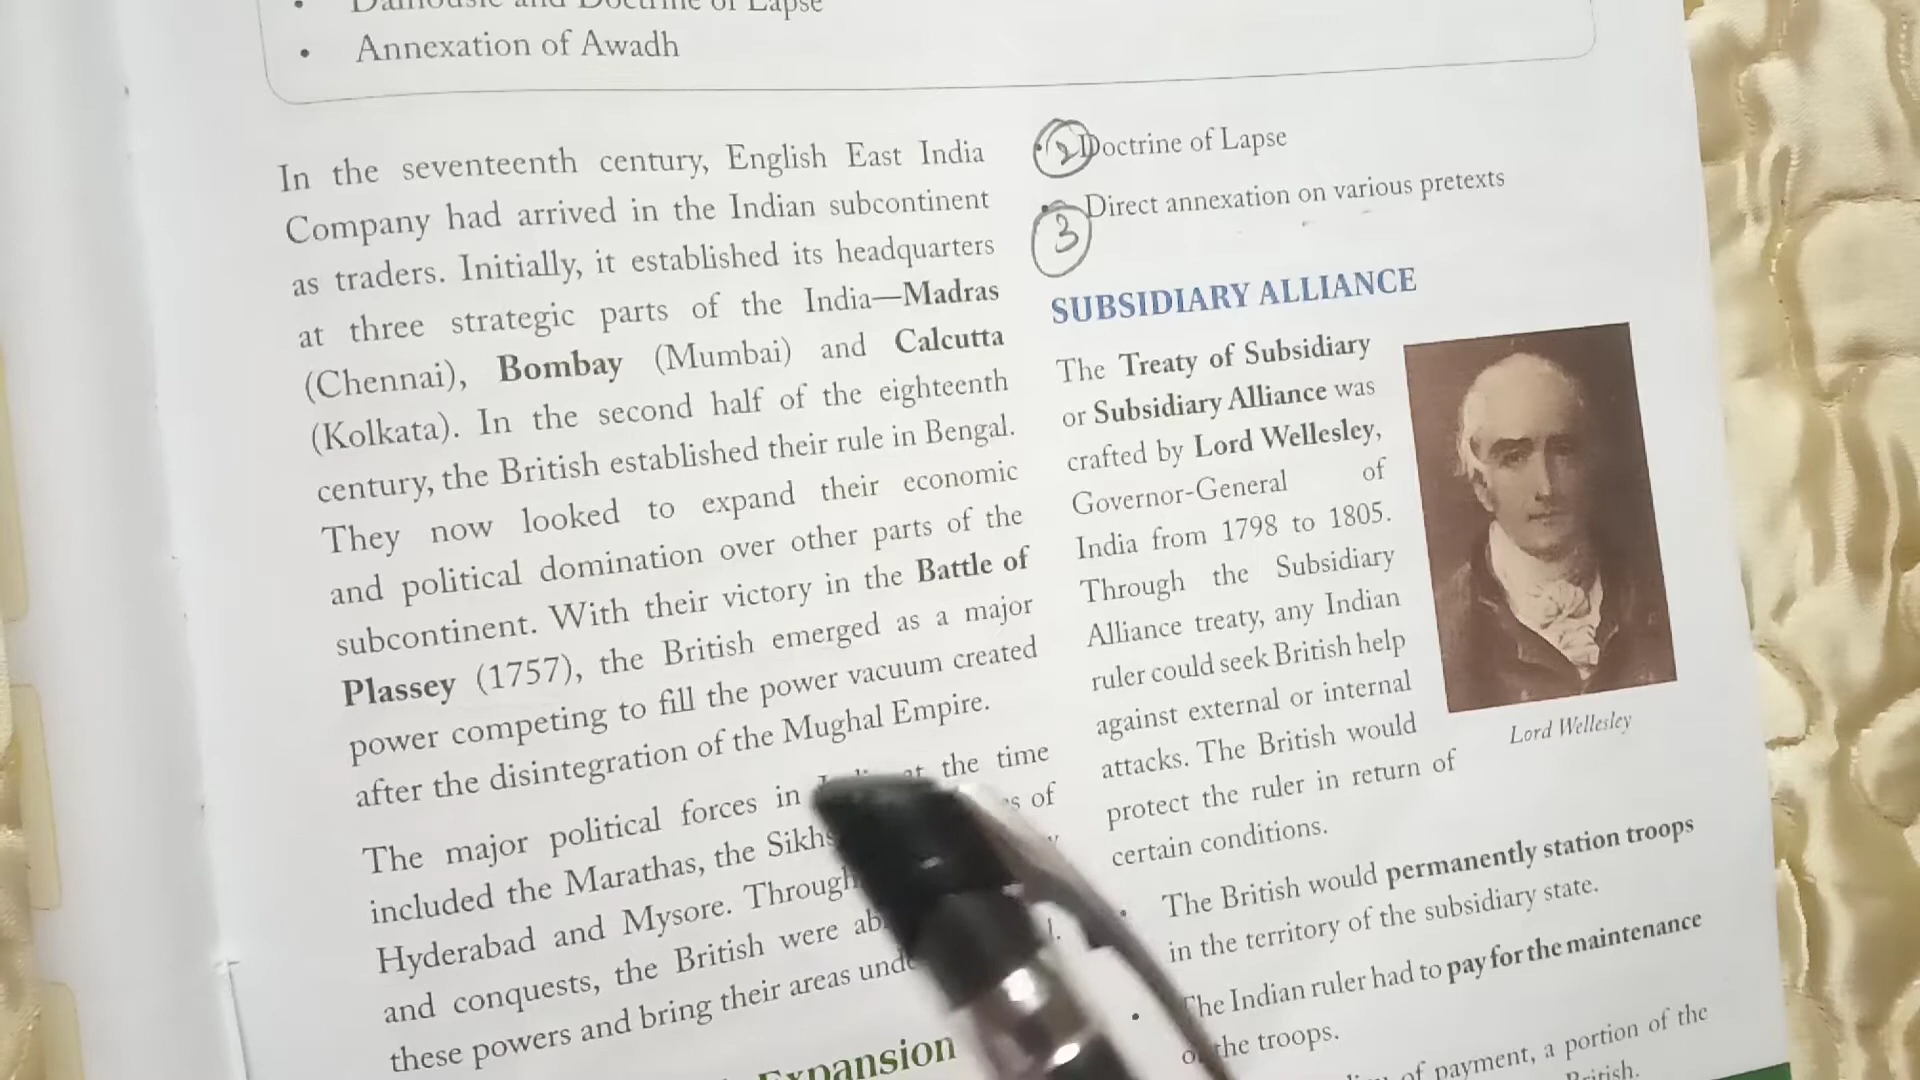 • Dalhousie and Doctrine of Lapse
• Annexation of Awadh
In the seventeenth century, English East India
Company had arrived in the Indian subcontinent
as traders. Initially, it established its headquarters
at three strategic parts of the India—Madras
(Chennai), Bombay (Mumbai) and Calcutta
(Kolkata). In the second half of the eighteenth
century, the British established their rule in Bengal.
They now looked to expand their economic
and political domination over other parts of the
subcontinent. With their victory in the Battle of
Plassey (1757), the British emerged as a major
power competing to fill the power vacuum created
after the disintegration of the Mughal Empire.
The major political forces in at the time
included the Marathas, the Sikhs of
Hyderabad and Mysore. Through
and conquests, the British were
these powers and bring their areas
Expansion
2 Doctrine of Lapse
3 Direct annexation on various pretexts
SUBSIDIARY ALLIANCE
The Treaty of Subsidiary
or Subsidiary Alliance was
crafted by Lord Wellesley,
Governor-General of
India from 1798 to 1805.
Through the Subsidiary
Alliance treaty, any Indian
ruler could seek British help
against external or internal
attacks. The British would
protect the ruler in return of
certain conditions.
Lord Wellesley
• The British would permanently station troops
in the territory of the subsidiary state.
• The Indian ruler had to pay for the maintenance
of the troops.
of payment, a portion of the
British.